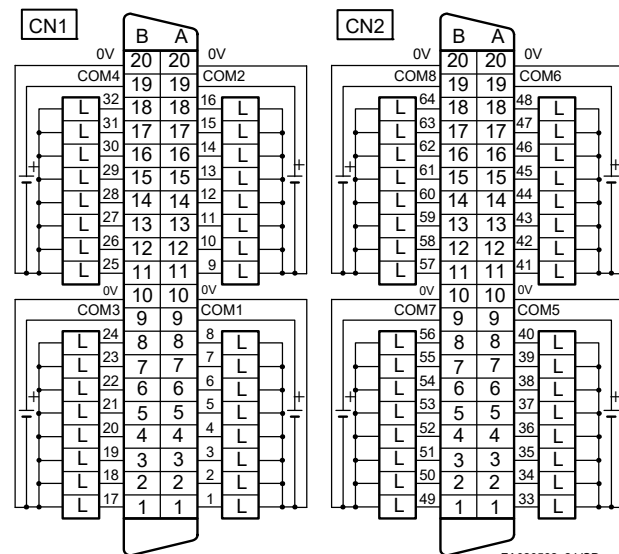 CN1
CN2
B A
B A
0V 20 20 0V
0V 20 20 0V
COM4 19 19 COM2
COM8 19 19 COM6
L 32 18 18 16 L
L 64 18 18 48 L
L 31 17 17 15 L
L 63 17 17 47 L
L 30 16 16 14 L
L 62 16 16 46 L
L 29 15 15 13 L
L 61 15 15 45 L
L 28 14 14 12 L
L 60 14 14 44 L
L 27 13 13 11 L
L 59 13 13 43 L
L 26 12 12 10 L
L 58 12 12 42 L
L 25 11 11 9 L
L 57 11 11 41 L
0V 10 10 0V
0V 10 10 0V
COM3 9 9 COM1
COM7 9 9 COM5
L 24 8 8 8 L
L 56 8 8 40 L
L 23 7 7 7 L
L 55 7 7 39 L
L 22 6 6 6 L
L 54 6 6 38 L
L 21 5 5 5 L
L 53 5 5 37 L
L 20 4 4 4 L
L 52 4 4 36 L
L 19 3 3 3 L
L 51 3 3 35 L
L 18 2 2 2 L
L 50 2 2 34 L
L 17 1 1 1 L
L 49 1 1 33 L